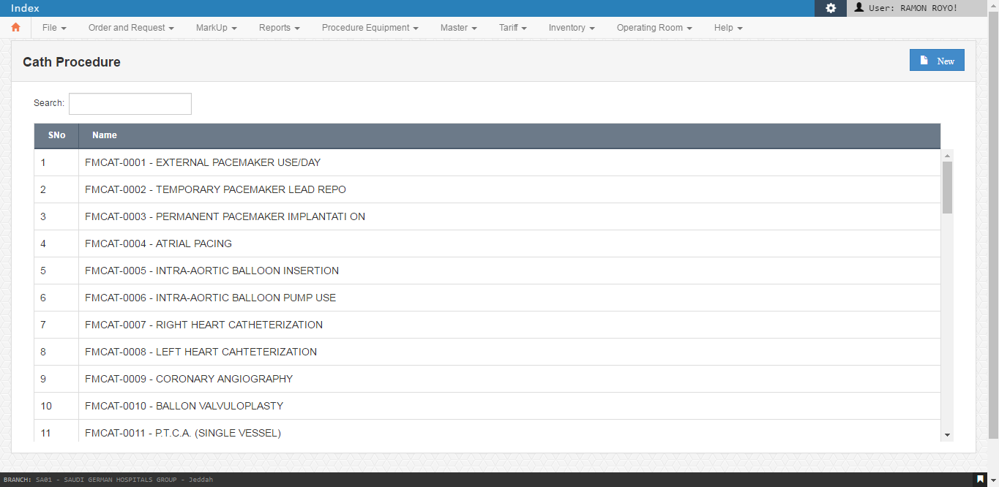 Index
User: RAMON ROYO!
File Order and Request MarkUp Reports Procedure Equipment Master Tariff Inventory Operating Room Help
Cath Procedure
New
Search:
SNo Name
1 FMCAT-0001 - EXTERNAL PACEMAKER USE/DAY
2 FMCAT-0002 - TEMPORARY PACEMAKER LEAD REPO
3 FMCAT-0003 - PERMANENT PACEMAKER IMPLANTATI ON
4 FMCAT-0004 - ATRIAL PACING
5 FMCAT-0005 - INTRA-AORTIC BALLOON INSERTION
6 FMCAT-0006 - INTRA-AORTIC BALLOON PUMP USE
7 FMCAT-0007 - RIGHT HEART CATHETERIZATION
8 FMCAT-0008 - LEFT HEART CAHTETERIZATION
9 FMCAT-0009 - CORONARY ANGIOGRAPHY
10 FMCAT-0010 - BALLON VALVULOPLASTY
11 FMCAT-0011 - P.T.C.A. (SINGLE VESSEL)
BRANCH: SA01 - SAUDI GERMAN HOSPITALS GROUP - Jeddah